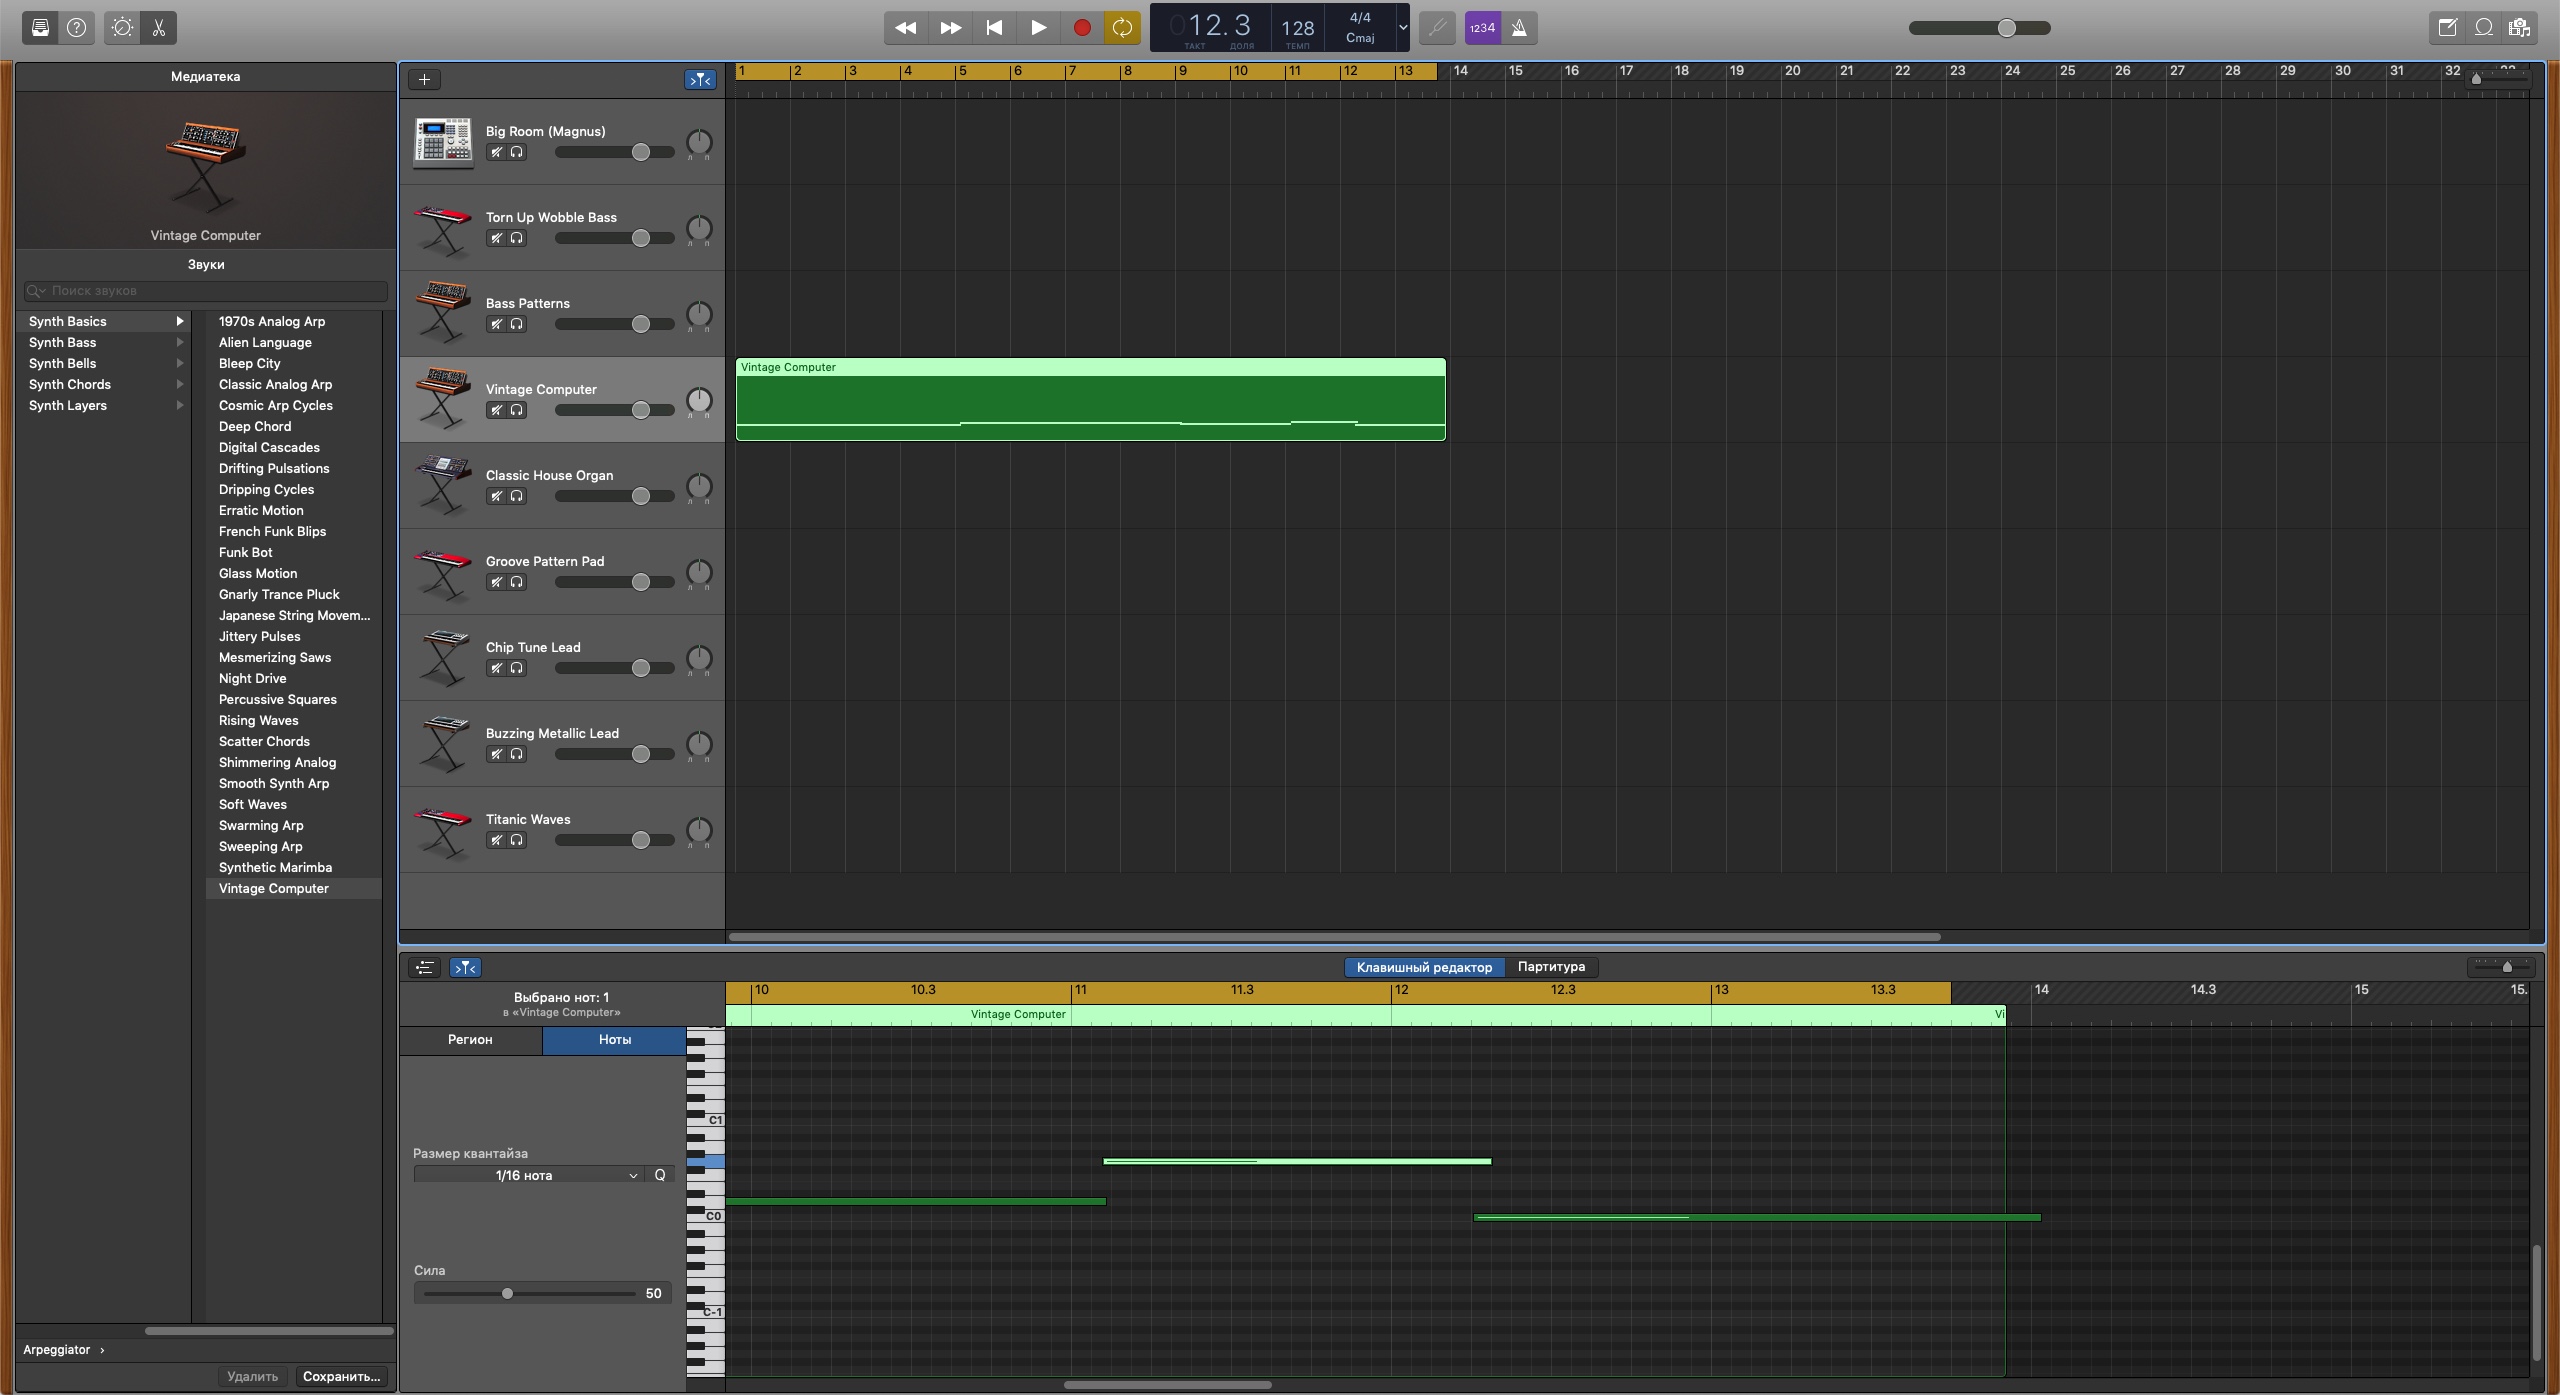 12.3 128 4/4
Cmaj
ТАКТ ДОЛЯ ТЕМП
1234
Медиатека
Vintage Computer
Звуки
Поиск звуков
Synth Basics
Synth Bass
Synth Bells
Synth Chords
Synth Layers
1970s Analog Arp
Alien Language
Bleep City
Classic Analog Arp
Cosmic Arp Cycles
Deep Chord
Digital Cascades
Drifting Pulsations
Dripping Cycles
Erratic Motion
French Funk Blips
Funk Bot
Glass Motion
Gnarly Trance Pluck
Japanese String Movem...
Jittery Pulses
Mesmerizing Saws
Night Drive
Percussive Squares
Rising Waves
Scatter Chords
Shimmering Analog
Smooth Synth Arp
Soft Waves
Swarming Arp
Sweeping Arp
Synthetic Marimba
Vintage Computer
Arpeggiator ›
Удалить Сохранить...
1 2 3 4 5 6 7 8 9 10 11 12 13 14 15 16 17 18 19 20 21 22 23 24 25 26 27 28 29 30 31 32
Big Room (Magnus)
Л П
Torn Up Wobble Bass
Л П
Bass Patterns
Л П
Vintage Computer
Л П
Vintage Computer
Classic House Organ
Л П
Groove Pattern Pad
Л П
Chip Tune Lead
Л П
Buzzing Metallic Lead
Л П
Titanic Waves
Л П
Клавишный редактор Партитура
10 10.3 11 11.3 12 12.3 13 13.3 14 14.3 15 15.
Выбрано нот: 1
в «Vintage Computer»
Vintage Computer Vi
Регион Ноты
C1
Размер квантайза
1/16 нота Q
C0
Сила
50
C-1